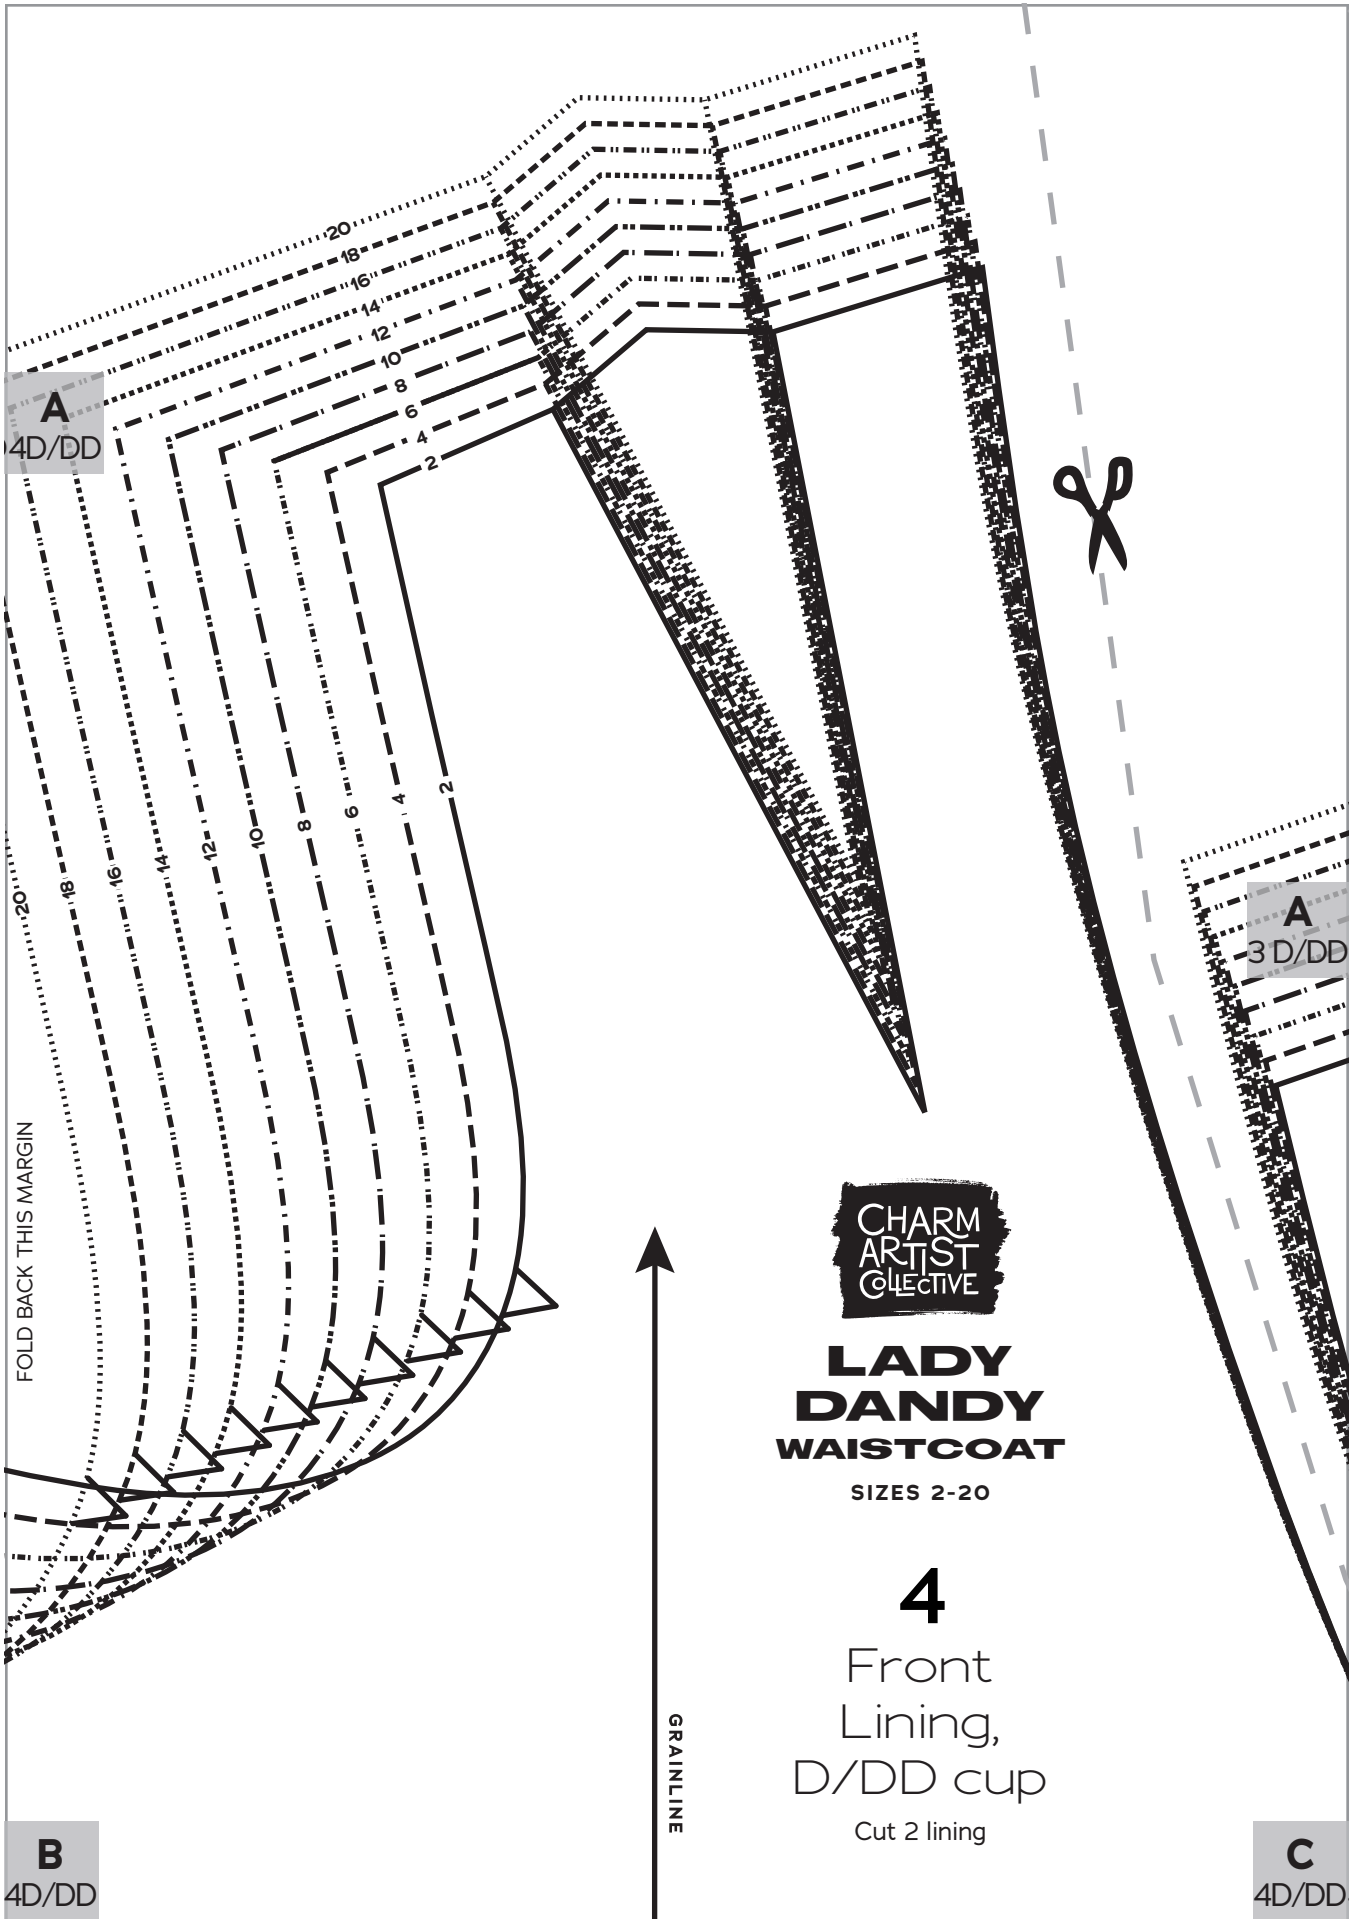 20
18
16
14
12
10
8
6
4
2
A
4D/DD
2
4
6
8
10
12
14
16
18
20
A
3 D/DD
FOLD BACK THIS MARGIN
CHARM
ARTIST
COLLECTIVE
LADY
DANDY
WAISTCOAT
SIZES 2-20
4
Front
Lining,
D/DD cup
Cut 2 lining
GRAINLINE
B
4D/DD
C
4D/DD